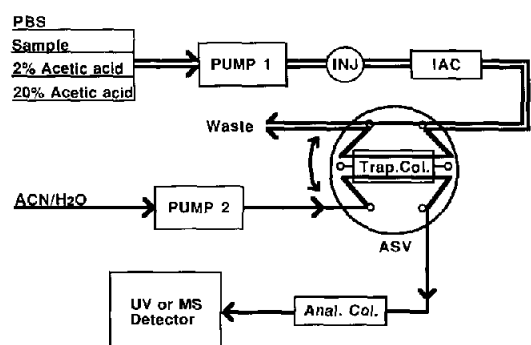 PBS
Sample
2% Acetic acid
20% Acetic acid
PUMP 1
INJ
IAC
Waste
Trap.Col.
ACN/H2O
PUMP 2
ASV
UV or MS
Detector
Anal. Col.